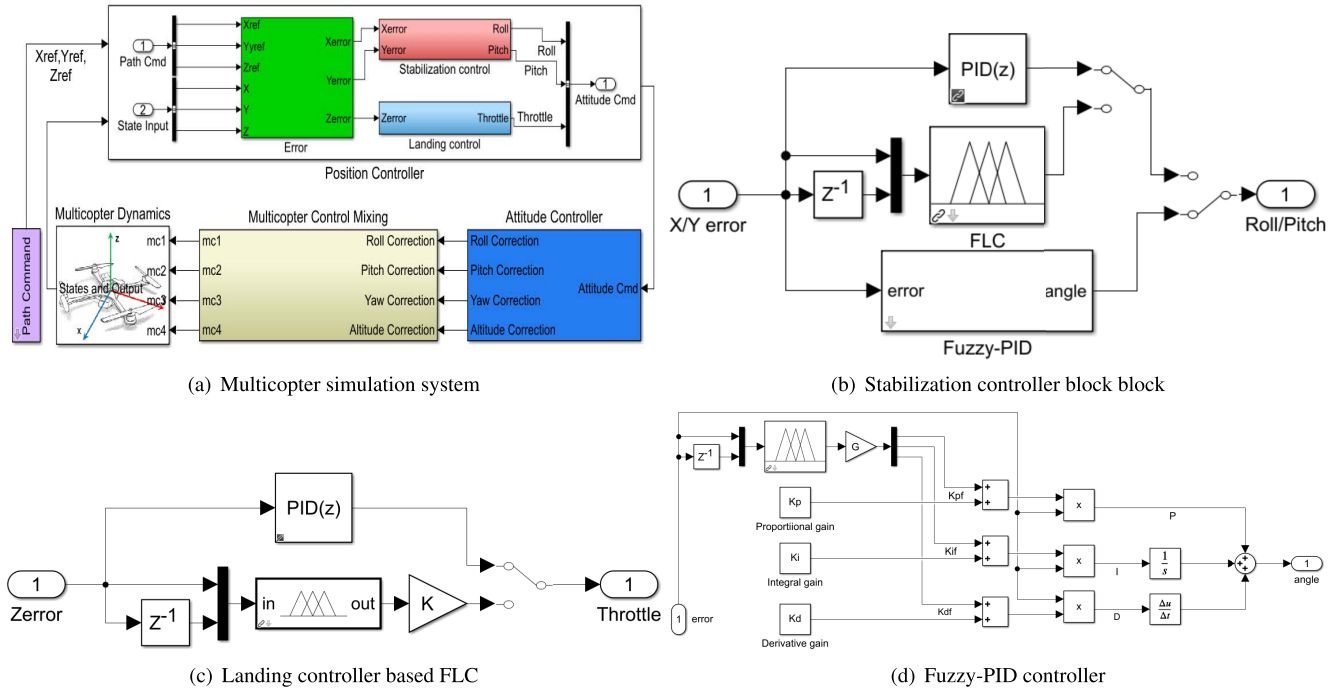 Xref,Yref,
Zref
1
Path Cmd
2
State Input
Xref
Yyref
Zref
X
Y
Z
Xerror
Yerror
Zerror
Error
Xerror
Yerror
Roll
Pitch
Stabilization control
Zerror
Throttle
Landing control
Roll
Pitch
Throttle
1
Attitude Cmd
Position Controller
Path Command
Multicopter Dynamics
z
x
States and Output
mc1
mc2
mc3
mc4
Multicopter Control Mixing
mc1
mc2
mc3
mc4
Roll Correction
Pitch Correction
Yaw Correction
Altitude Correction
Attitude Controller
Roll Correction
Pitch Correction
Yaw Correction
Altitude Correction
Attitude Cmd
(a) Multicopter simulation system
1
X/Y error
PID(z)
Z-1
FLC
error
angle
Fuzzy-PID
1
Roll/Pitch
(b) Stabilization controller block block
1
Zerror
PID(z)
Z-1
in
out
K
1
Throttle
(c) Landing controller based FLC
Z-1
G
Kp
Proportiional gain
Ki
Integral gain
Kd
Derivative gain
1
error
Kpf
Kif
Kdf
+
+
+
+
+
+
x
x
x
P
I
D
1
s
Δu
Δt
+
+
+
1
angle
(d) Fuzzy-PID controller